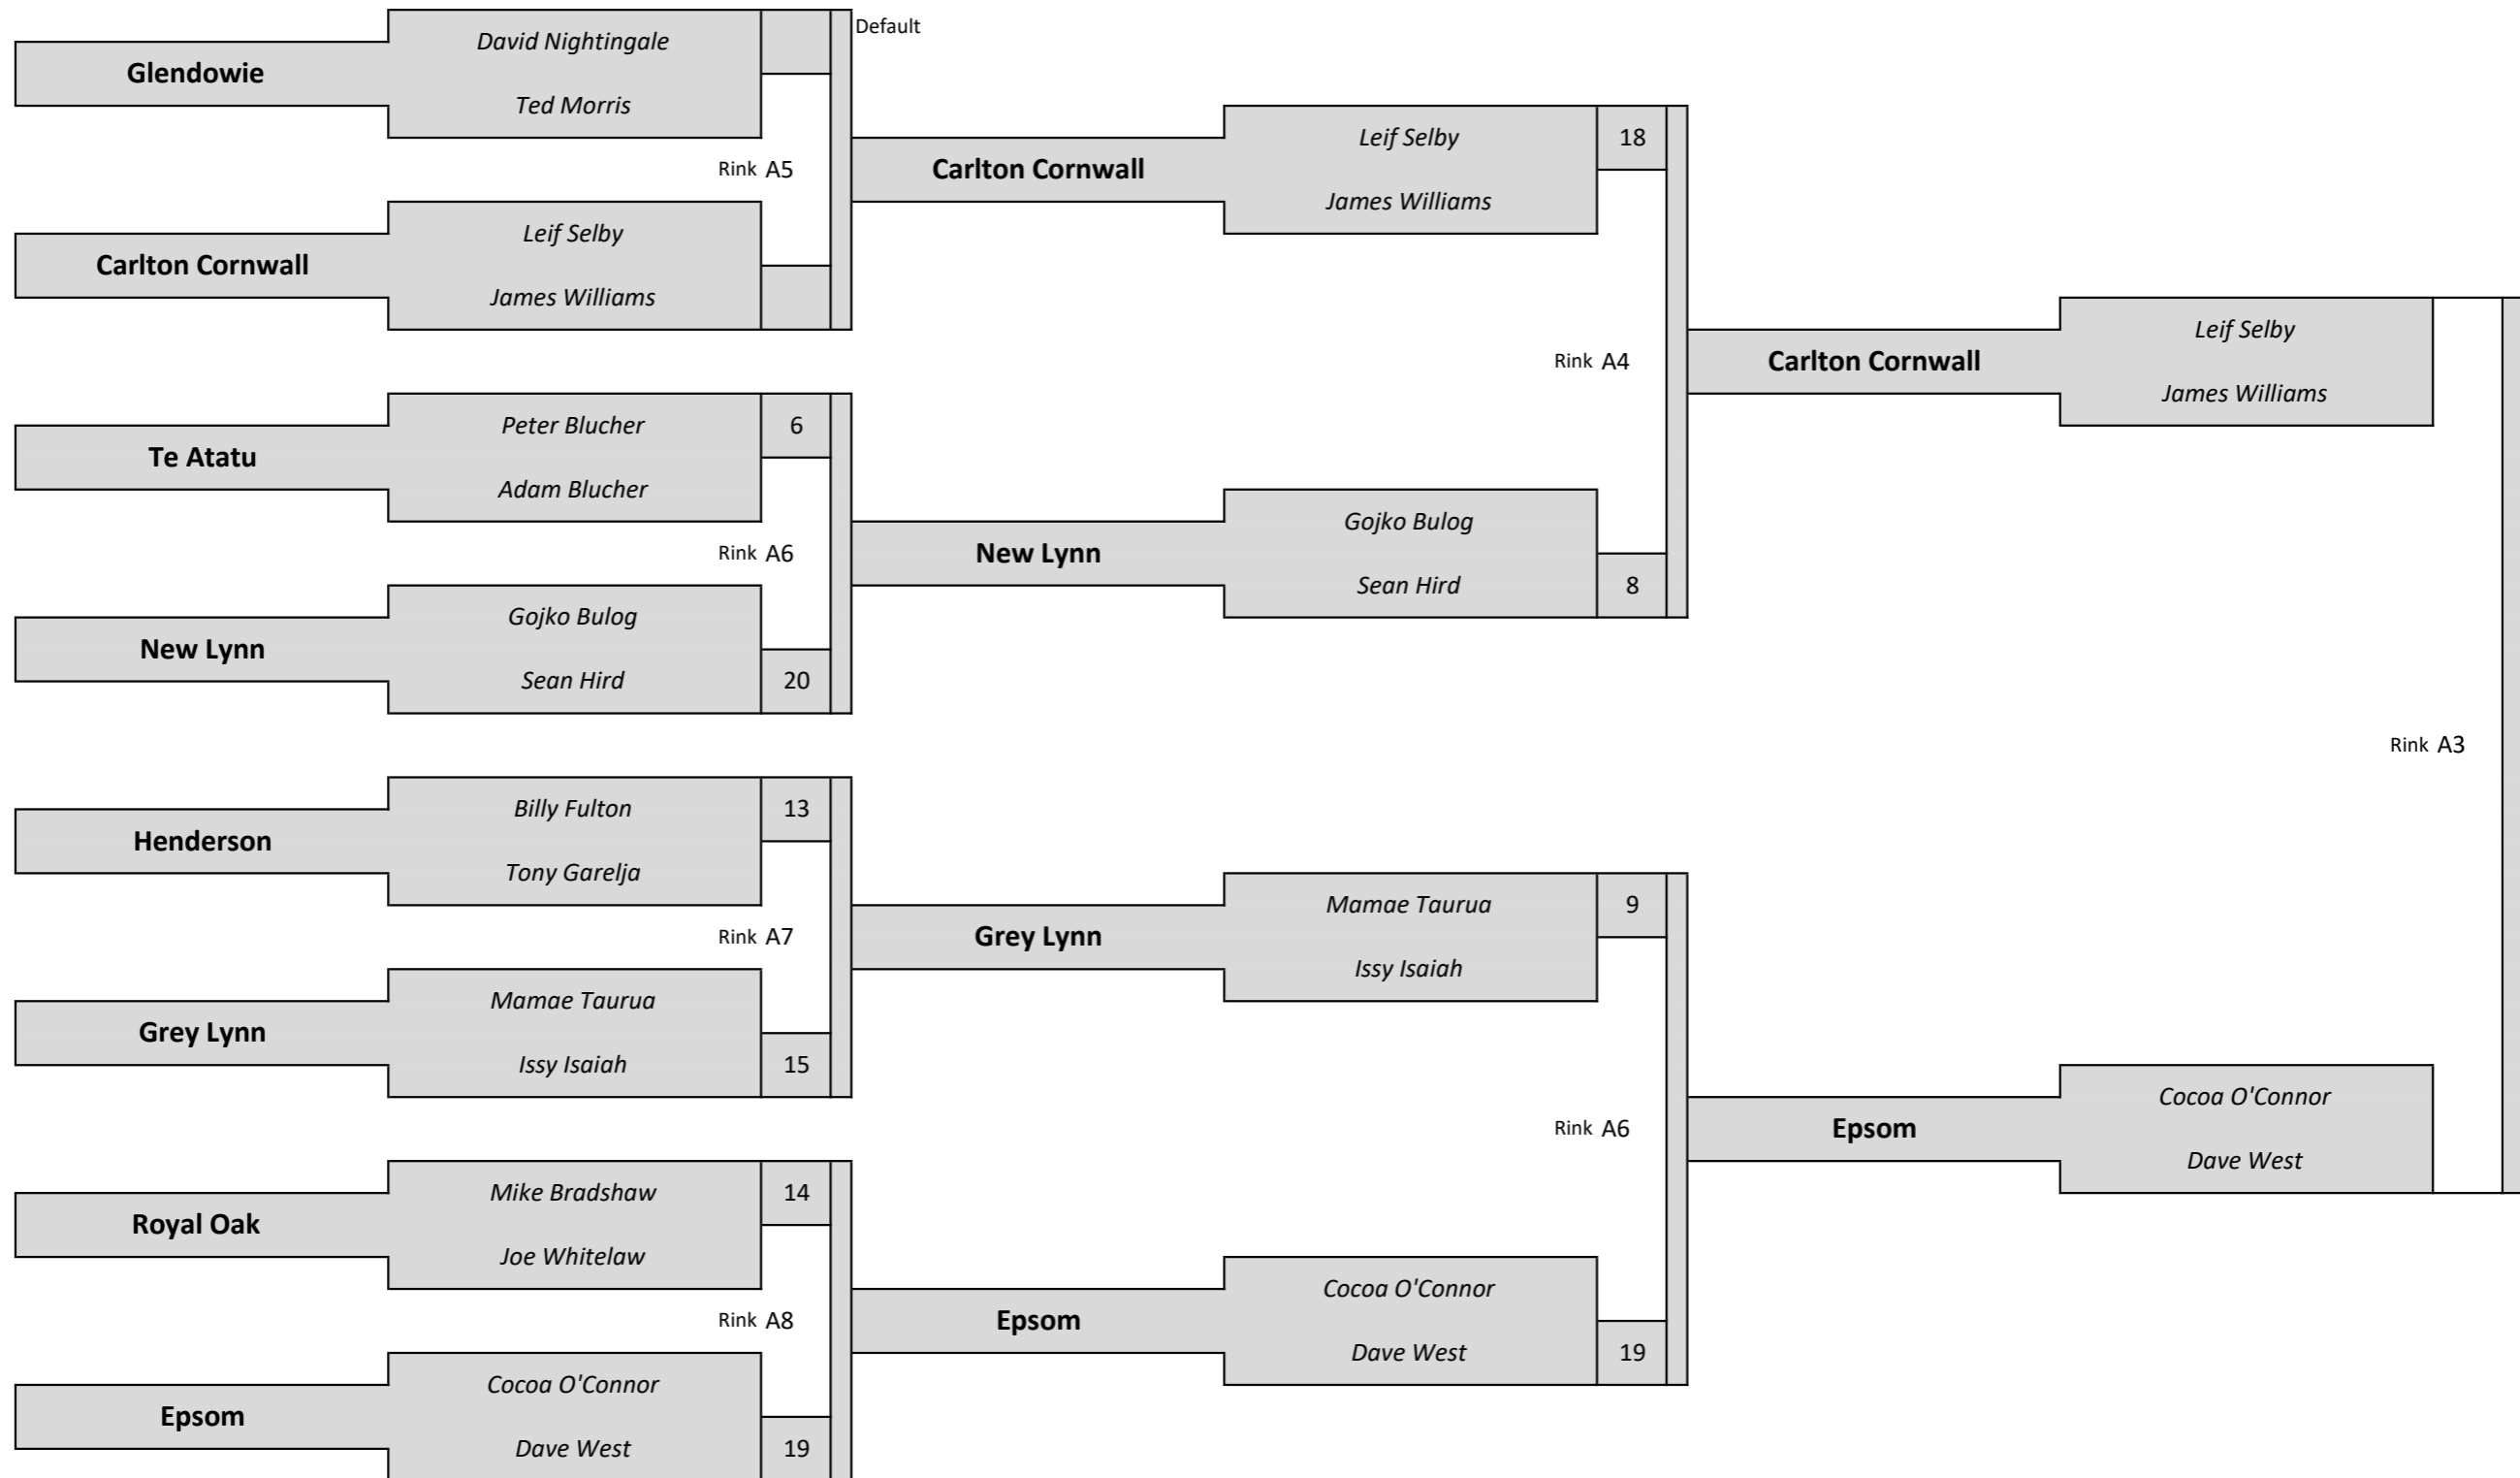 Default
David Nightingale
Glendowie
Ted Morris
Rink A5
Leif Selby
Carlton Cornwall
James Williams
Carlton Cornwall
Leif Selby
18
James Williams
Peter Blucher
6
Te Atatu
Adam Blucher
Rink A6
Gojko Bulog
New Lynn
Sean Hird
20
New Lynn
Gojko Bulog
Sean Hird
8
Rink A4
Carlton Cornwall
Leif Selby
James Williams
Billy Fulton
13
Henderson
Tony Garelja
Rink A7
Mamae Taurua
Grey Lynn
Issy Isaiah
15
Grey Lynn
Mamae Taurua
9
Issy Isaiah
Mike Bradshaw
14
Royal Oak
Joe Whitelaw
Rink A8
Cocoa O'Connor
Epsom
Dave West
19
Epsom
Cocoa O'Connor
Dave West
19
Rink A6
Epsom
Cocoa O'Connor
Dave West
Rink A3